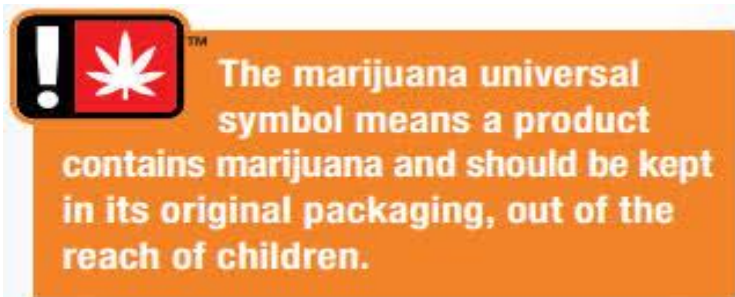 ! TM
The marijuana universal
symbol means a product
contains marijuana and should be kept
in its original packaging, out of the
reach of children.